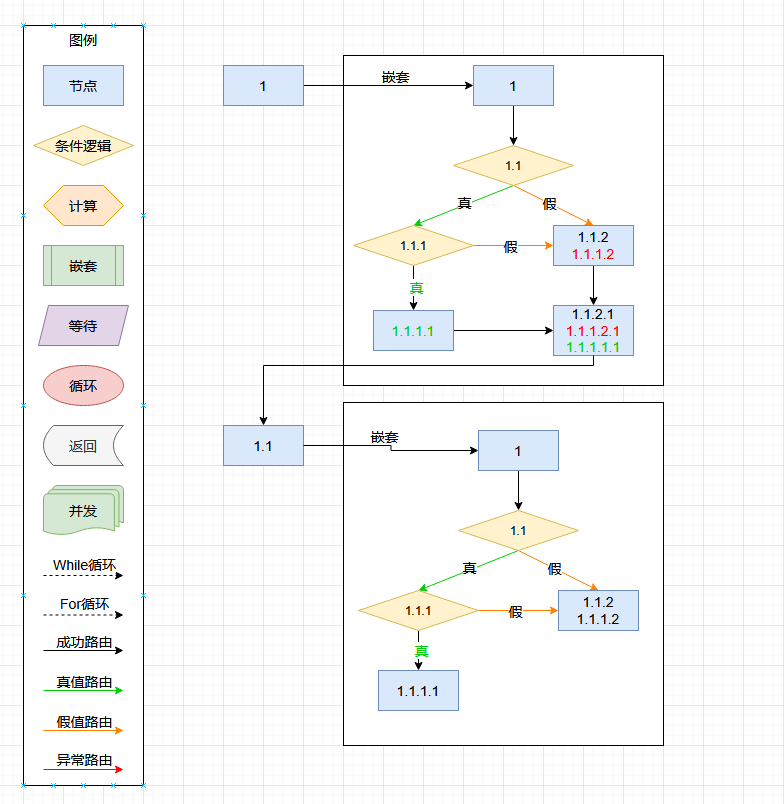 图例
节点
条件逻辑
计算
嵌套
等待
循环
返回
并发
While循环
For循环
成功路由
真值路由
假值路由
异常路由
1
嵌套
1
1.1
真
假
1.1.1
假
1.1.2
1.1.1.2
真
1.1.1.1
1.1.2.1
1.1.1.2.1
1.1.1.1.1
1.1
嵌套
1
1.1
真
假
1.1.1
假
1.1.2
1.1.1.2
真
1.1.1.1